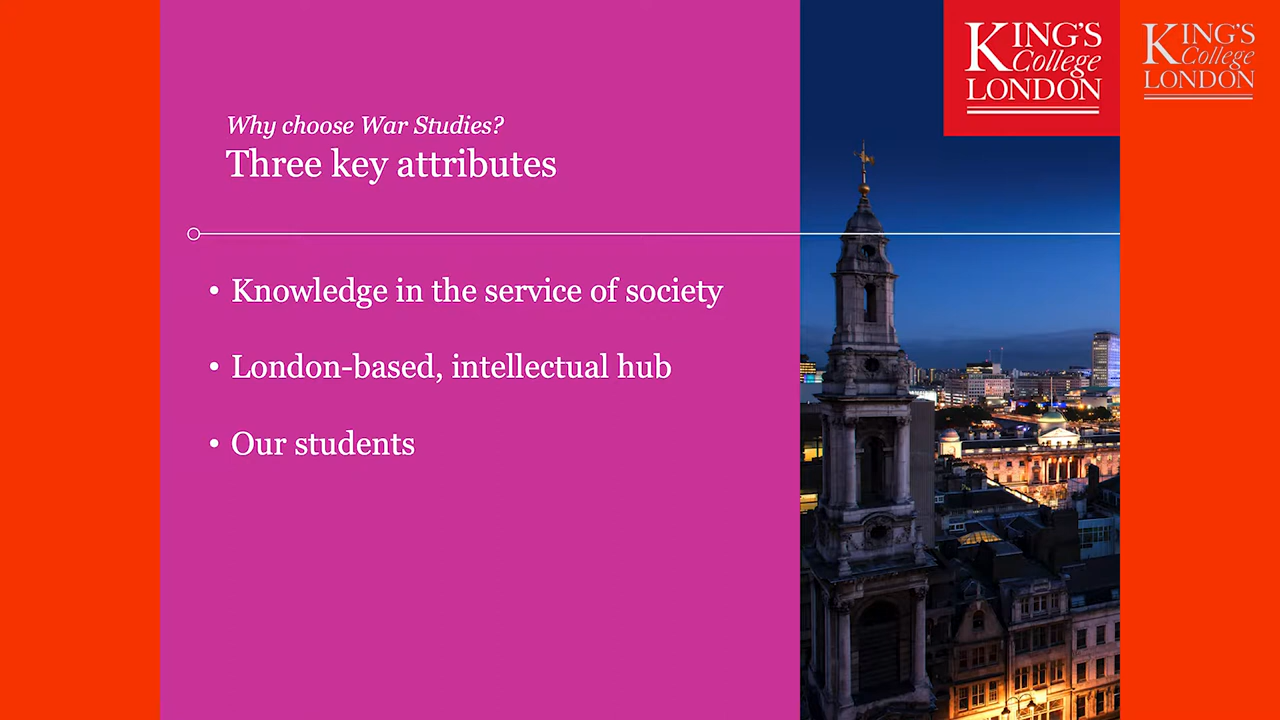 Why choose War Studies?
Three key attributes
• Knowledge in the service of society
• London-based, intellectual hub
• Our students
KING'S
College
LONDON
KING'S
College
LONDON